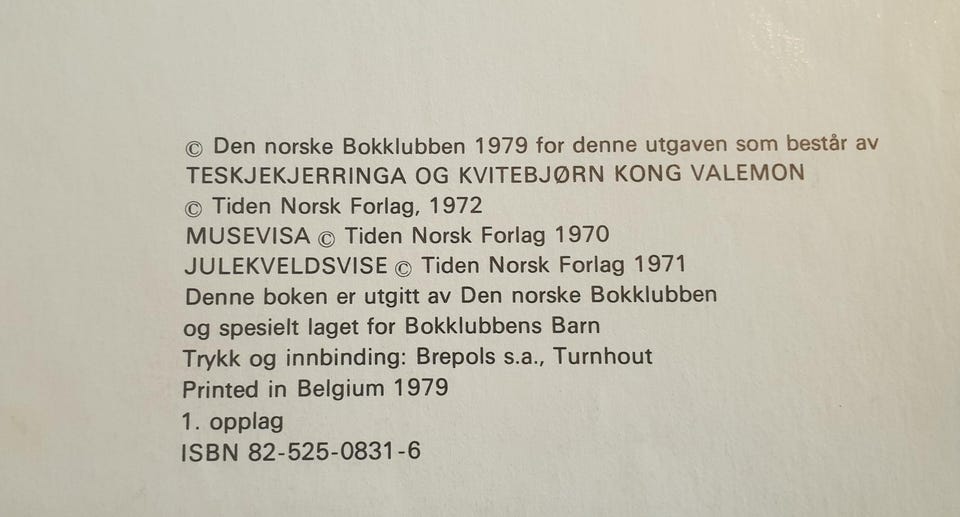 © Den norske Bokklubben 1979 for denne utgaven som består av
TESKJEKJERRINGA OG KVITEBJØRN KONG VALEMON
© Tiden Norsk Forlag, 1972
MUSEVISA © Tiden Norsk Forlag 1970
JULEKVELDSVISE © Tiden Norsk Forlag 1971
Denne boken er utgitt av Den norske Bokklubben
og spesielt laget for Bokklubbens Barn
Trykk og innbinding: Brepols s.a., Turnhout
Printed in Belgium 1979
1. opplag
ISBN 82-525-0831-6